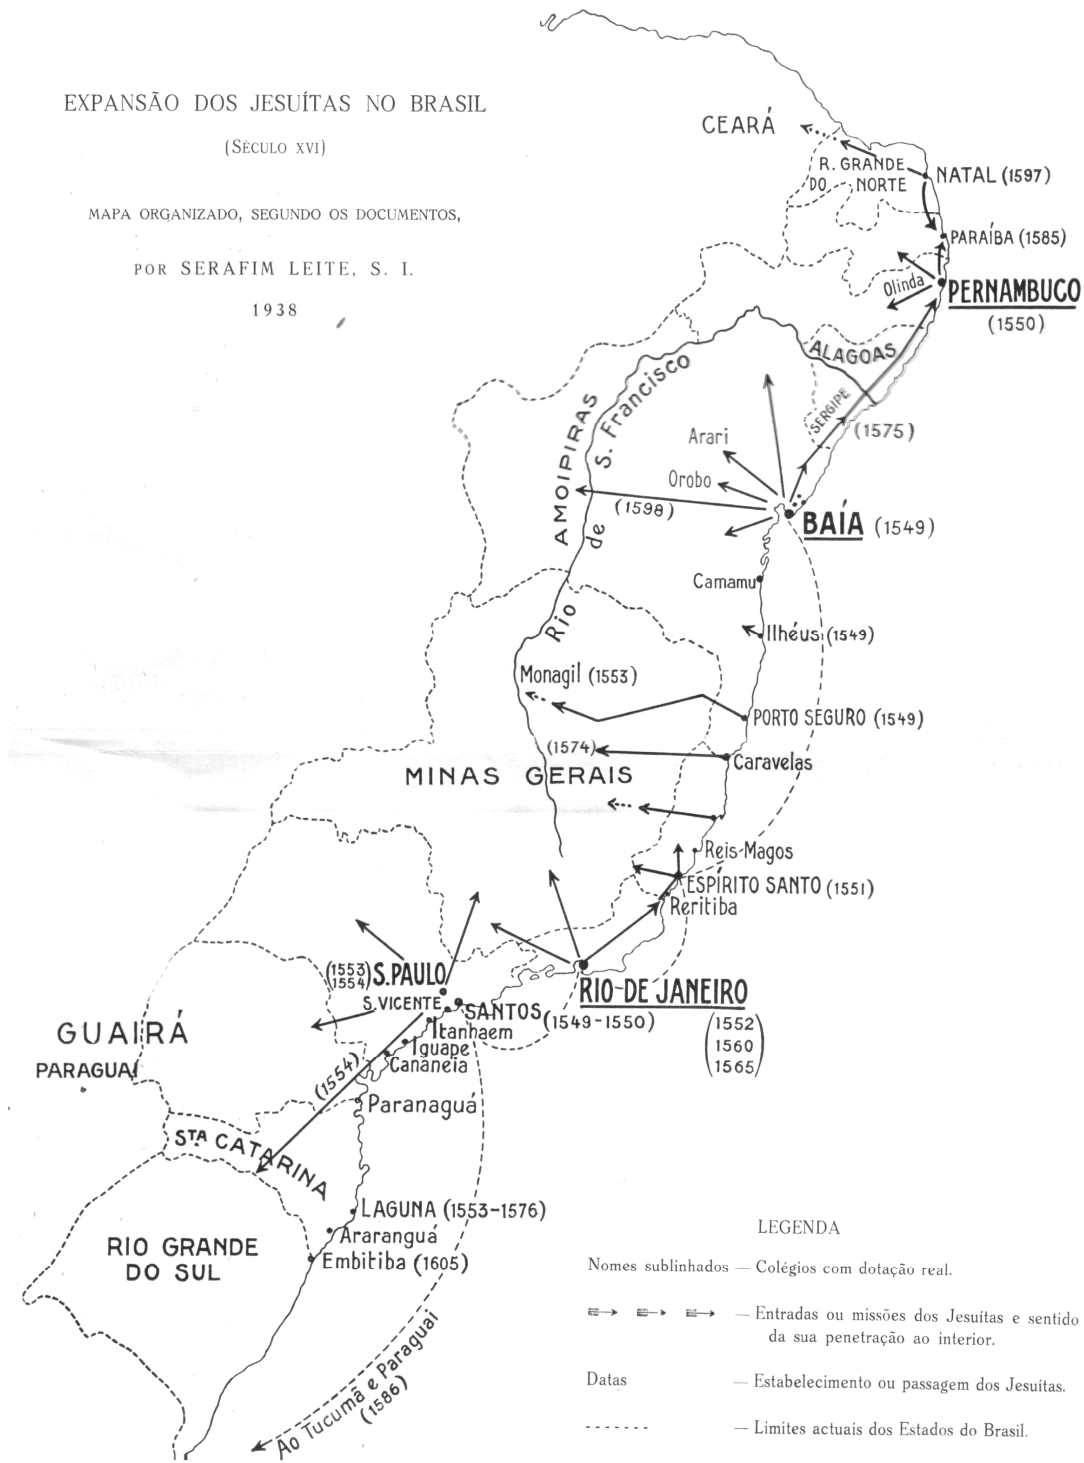 EXPANSÃO DOS JESUÍTAS NO BRASIL
(SÉCULO XVI)
MAPA ORGANIZADO, SEGUNDO OS DOCUMENTOS,
POR SERAFIM LEITE, S. I.
1938
CEARÁ
R. GRANDE
DO NORTE
NATAL (1597)
PARAÍBA (1585)
Olinda
PERNAMBUCO
(1550)
ALAGOAS
SERGIPE
(1575)
AMOIPIRAS
Rio de S. Francisco
Arari
Orobo
(1598)
BAÍA (1549)
Camamu
Ilhéus (1549)
Monagil (1553)
PORTO SEGURO (1549)
(1574)
Caravelas
MINAS GERAIS
Reis-Magos
ESPÍRITO SANTO (1551)
Reritiba
(1553
1554)
S. PAULO
S. VICENTE
SANTOS
(1549-1550)
RIO-DE-JANEIRO
(1552
1560
1565)
Itanhaem
Iguape
Cananeia
GUAIRÁ
PARAGUAI
(1554)
Paranaguá
STA CATARINA
LAGUNA (1553-1576)
Araranguá
Embitiba (1605)
RIO GRANDE
DO SUL
Ao Tucumã e Paraguai
(1586)
LEGENDA
Nomes sublinhados — Colégios com dotação real.
— Entradas ou missões dos Jesuítas e sentido
da sua penetração ao interior.
Datas — Estabelecimento ou passagem dos Jesuítas.
— Limites actuais dos Estados do Brasil.